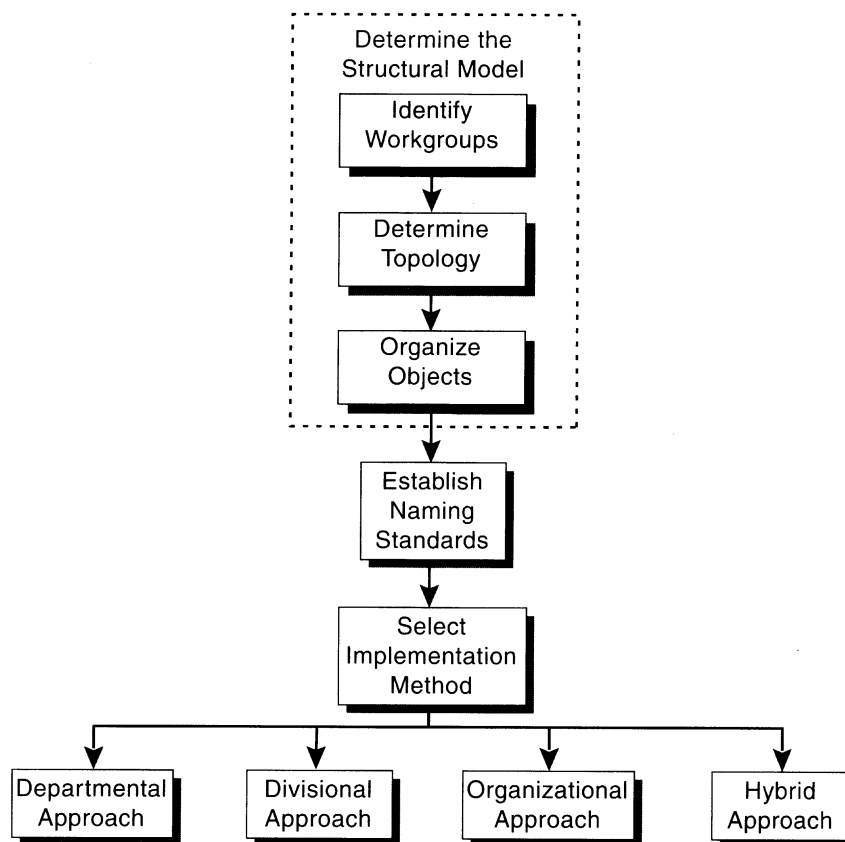 Determine the
Structural Model
Identify
Workgroups
Determine
Topology
Organize
Objects
Establish
Naming
Standards
Select
Implementation
Method
Departmental
Approach
Divisional
Approach
Organizational
Approach
Hybrid
Approach